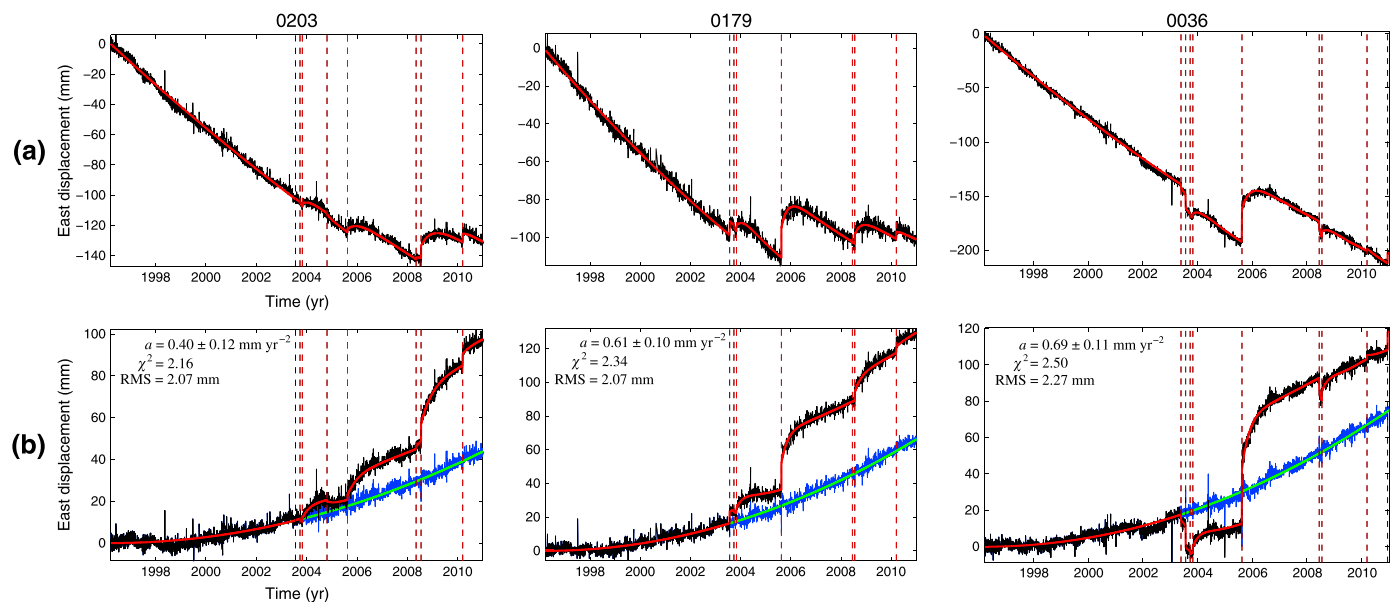 0203
0179
0036
(a)
East displacement (mm)
0
−20
−40
−60
−80
−100
−120
−140
1998 2000 2002 2004 2006 2008 2010
Time (yr)
0
−20
−40
−60
−80
−100
1998 2000 2002 2004 2006 2008 2010
0
−50
−100
−150
−200
1998 2000 2002 2004 2006 2008 2010
(b)
East displacement (mm)
100
80
60
40
20
0
a = 0.40 ± 0.12 mm yr⁻²
χ² = 2.16
RMS = 2.07 mm
1998 2000 2002 2004 2006 2008 2010
Time (yr)
120
100
80
60
40
20
0
a = 0.61 ± 0.10 mm yr⁻²
χ² = 2.34
RMS = 2.07 mm
1998 2000 2002 2004 2006 2008 2010
120
100
80
60
40
20
0
a = 0.69 ± 0.11 mm yr⁻²
χ² = 2.50
RMS = 2.27 mm
1998 2000 2002 2004 2006 2008 2010